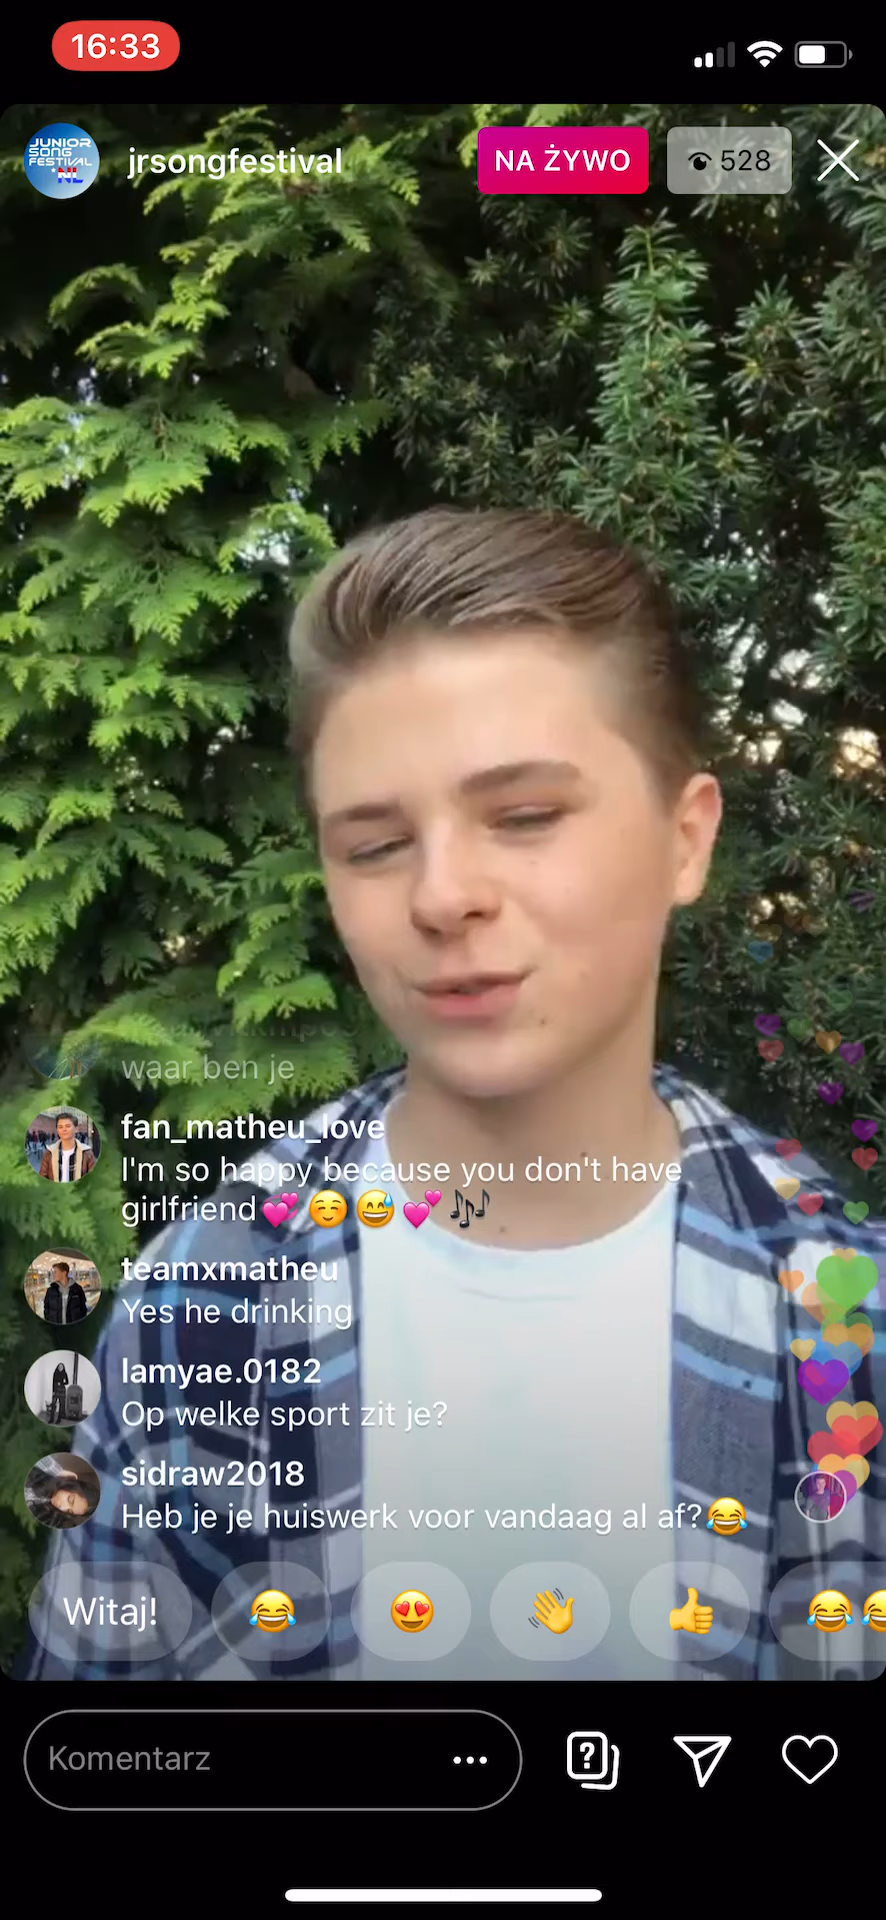 16:33
JUNIOR
SONG
FESTIVAL
NL
jrsongfestival
NA ŻYWO
528
waar ben je
fan_matheu_love
I'm so happy because you don't have
girlfriend💞☺️😅💕🎶
teamxmatheu
Yes he drinking
lamyae.0182
Op welke sport zit je?
sidraw2018
Heb je je huiswerk voor vandaag al af?😂
Witaj!
Komentarz